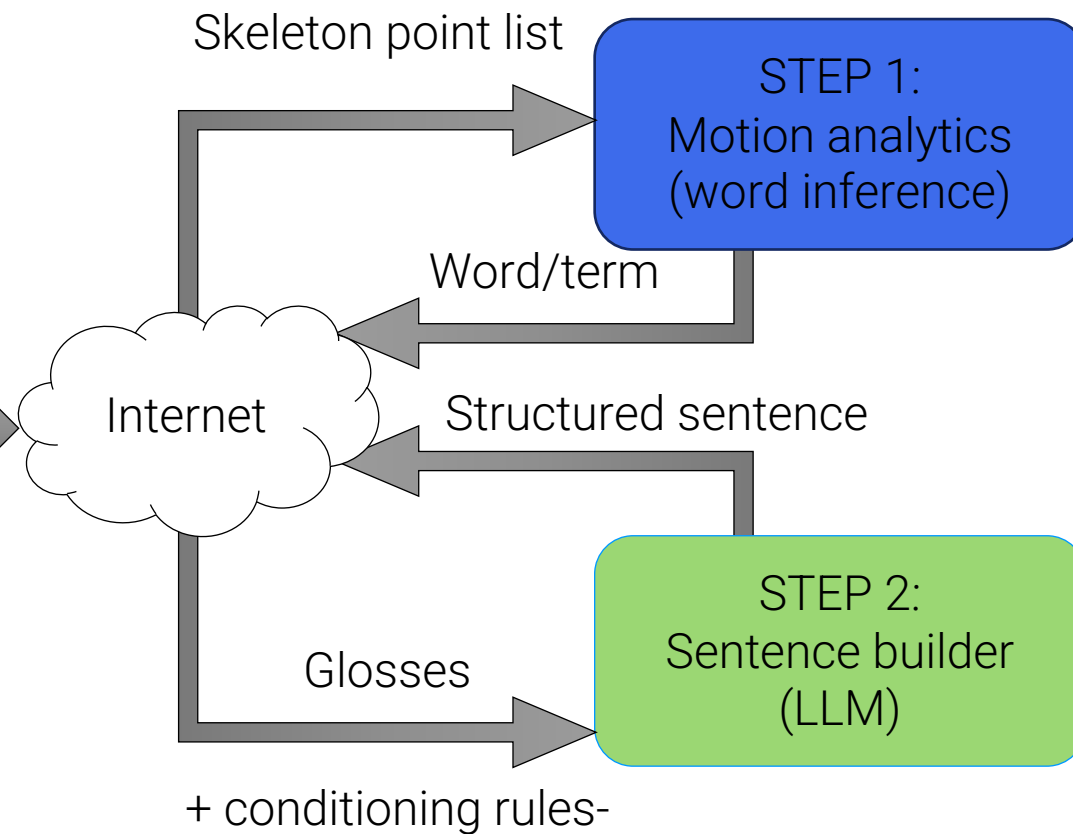 Skeleton point list
STEP 1:
Motion analytics
(word inference)
Word/term
Internet
Structured sentence
STEP 2:
Sentence builder
(LLM)
Glosses
+ conditioning rules-